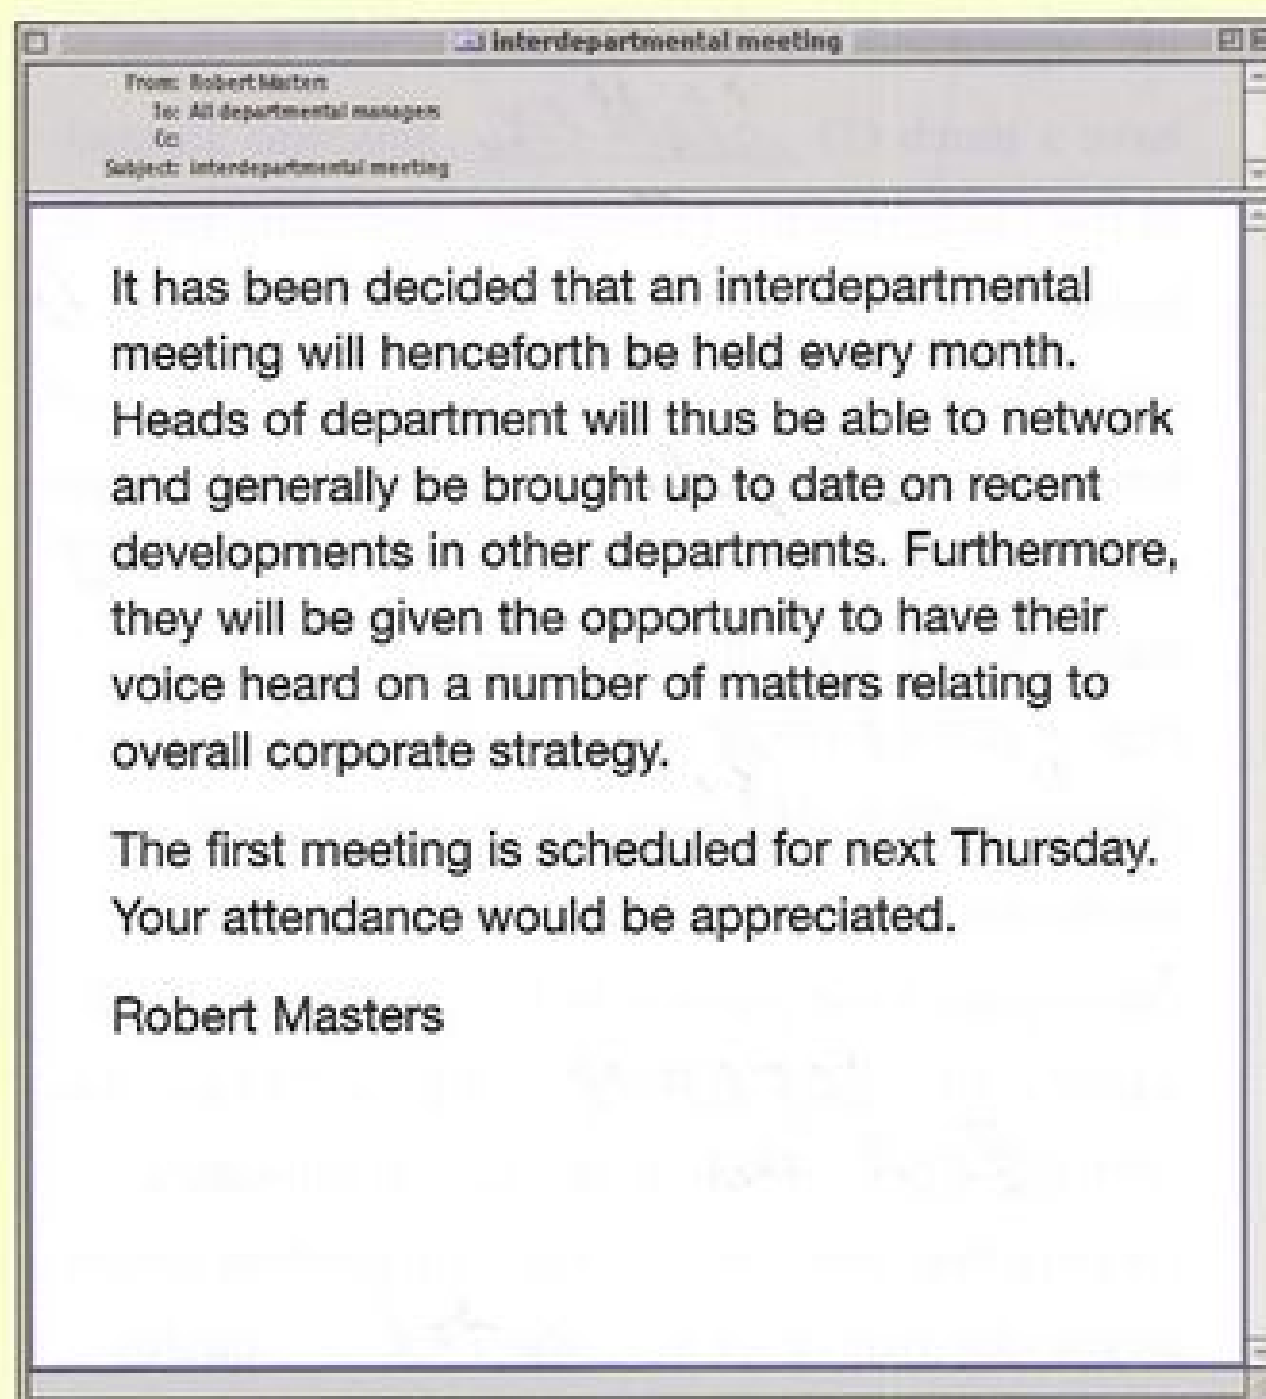 interdepartmental meeting
From: Robert Masters
To: All departmental managers
Cc:
Subject: interdepartmental meeting
It has been decided that an interdepartmental
meeting will henceforth be held every month.
Heads of department will thus be able to network
and generally be brought up to date on recent
developments in other departments. Furthermore,
they will be given the opportunity to have their
voice heard on a number of matters relating to
overall corporate strategy.
The first meeting is scheduled for next Thursday.
Your attendance would be appreciated.
Robert Masters